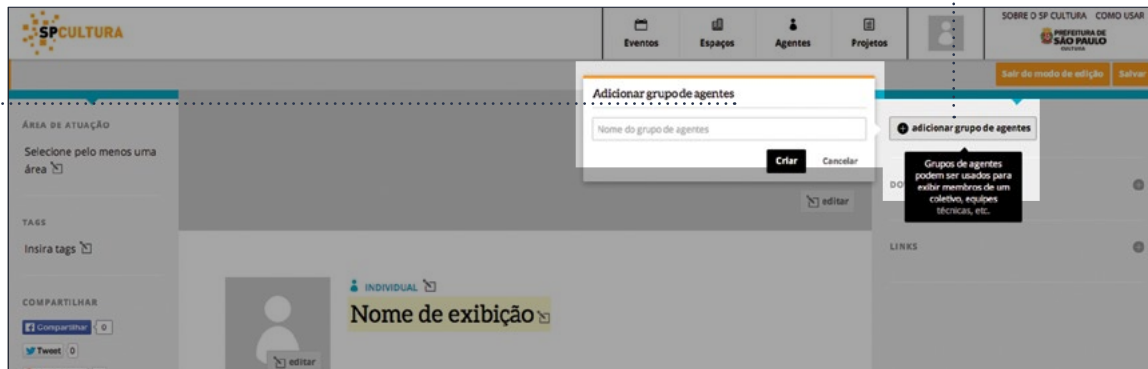 SPCULTURA
Eventos
Espaços
Agentes
Projetos
SOBRE O SP CULTURA COMO USAR
PREFEITURA DE
SÃO PAULO
CULTURA
Sair do modo de edição
Salvar
Adicionar grupo de agentes
Nome do grupo de agentes
Criar
Cancelar
adicionar grupo de agentes
Grupos de agentes
podem ser usados para
exibir membros de um
coletivo, equipes
técnicas, etc.
DO
LINKS
ÁREA DE ATUAÇÃO
Selecione pelo menos uma
área
TAGS
Insira tags
COMPARTILHAR
Compartilhar 0
Tweet 0
editar
INDIVIDUAL
Nome de exibição
editar